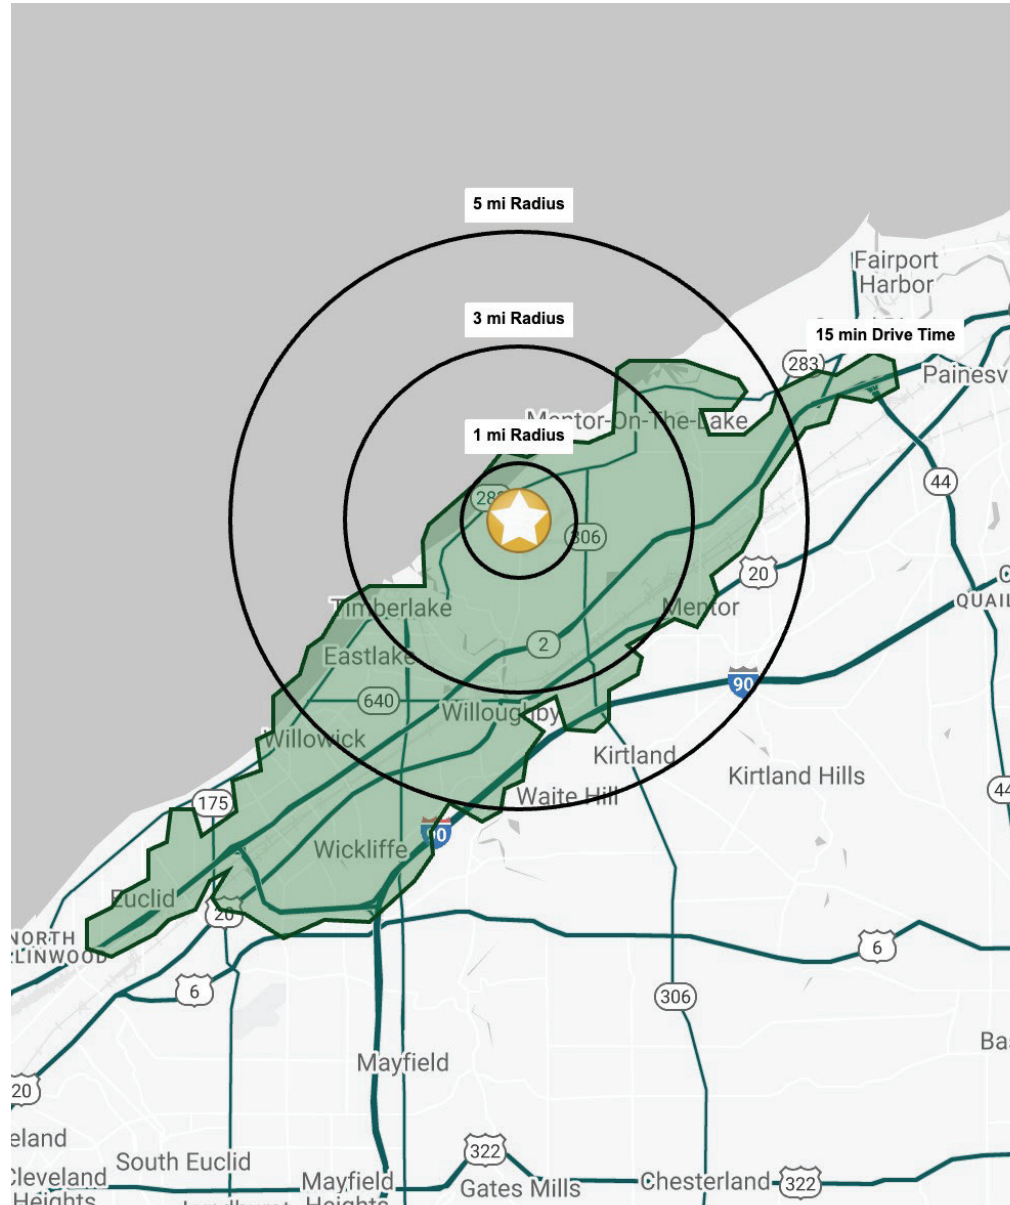 5 mi Radius
Fairport
Harbor
3 mi Radius
15 min Drive Time
283
Painesv
Mentor-On-The-Lake
1 mi Radius
44
28
306
20
QUAIL
Timberlake
Mentor
2
Eastlake
90
640
Willoughby
Willowick
Kirtland
Kirtland Hills
44
Waite Hill
175
90
Wickliffe
Euclid
20
NORTH
LINWOOD
6
6
306
Ba
Mayfield
20
eland
322
South Euclid
Cleveland
Heights
Mayfield
Heights
Gates Mills
Chesterland
322